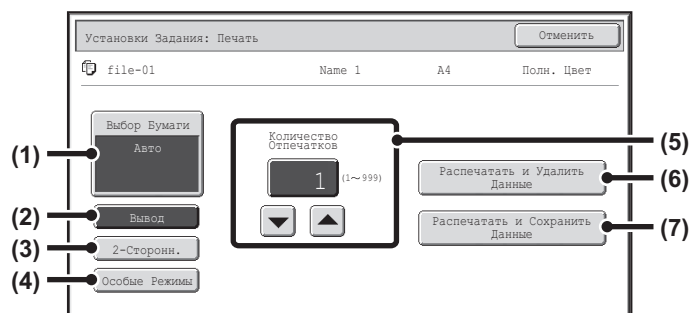 Установки Задания: Печать
Отменить
file-01 Name 1 A4 Полн. Цвет
Выбор Бумаги
Авто
(1)
Вывод
(2)
2-Сторонн.
(3)
Особые Режимы
(4)
Количество
Отпечатков
1 (1~999)
(5)
Распечатать и Удалить
Данные
(6)
Распечатать и Сохранить
Данные
(7)